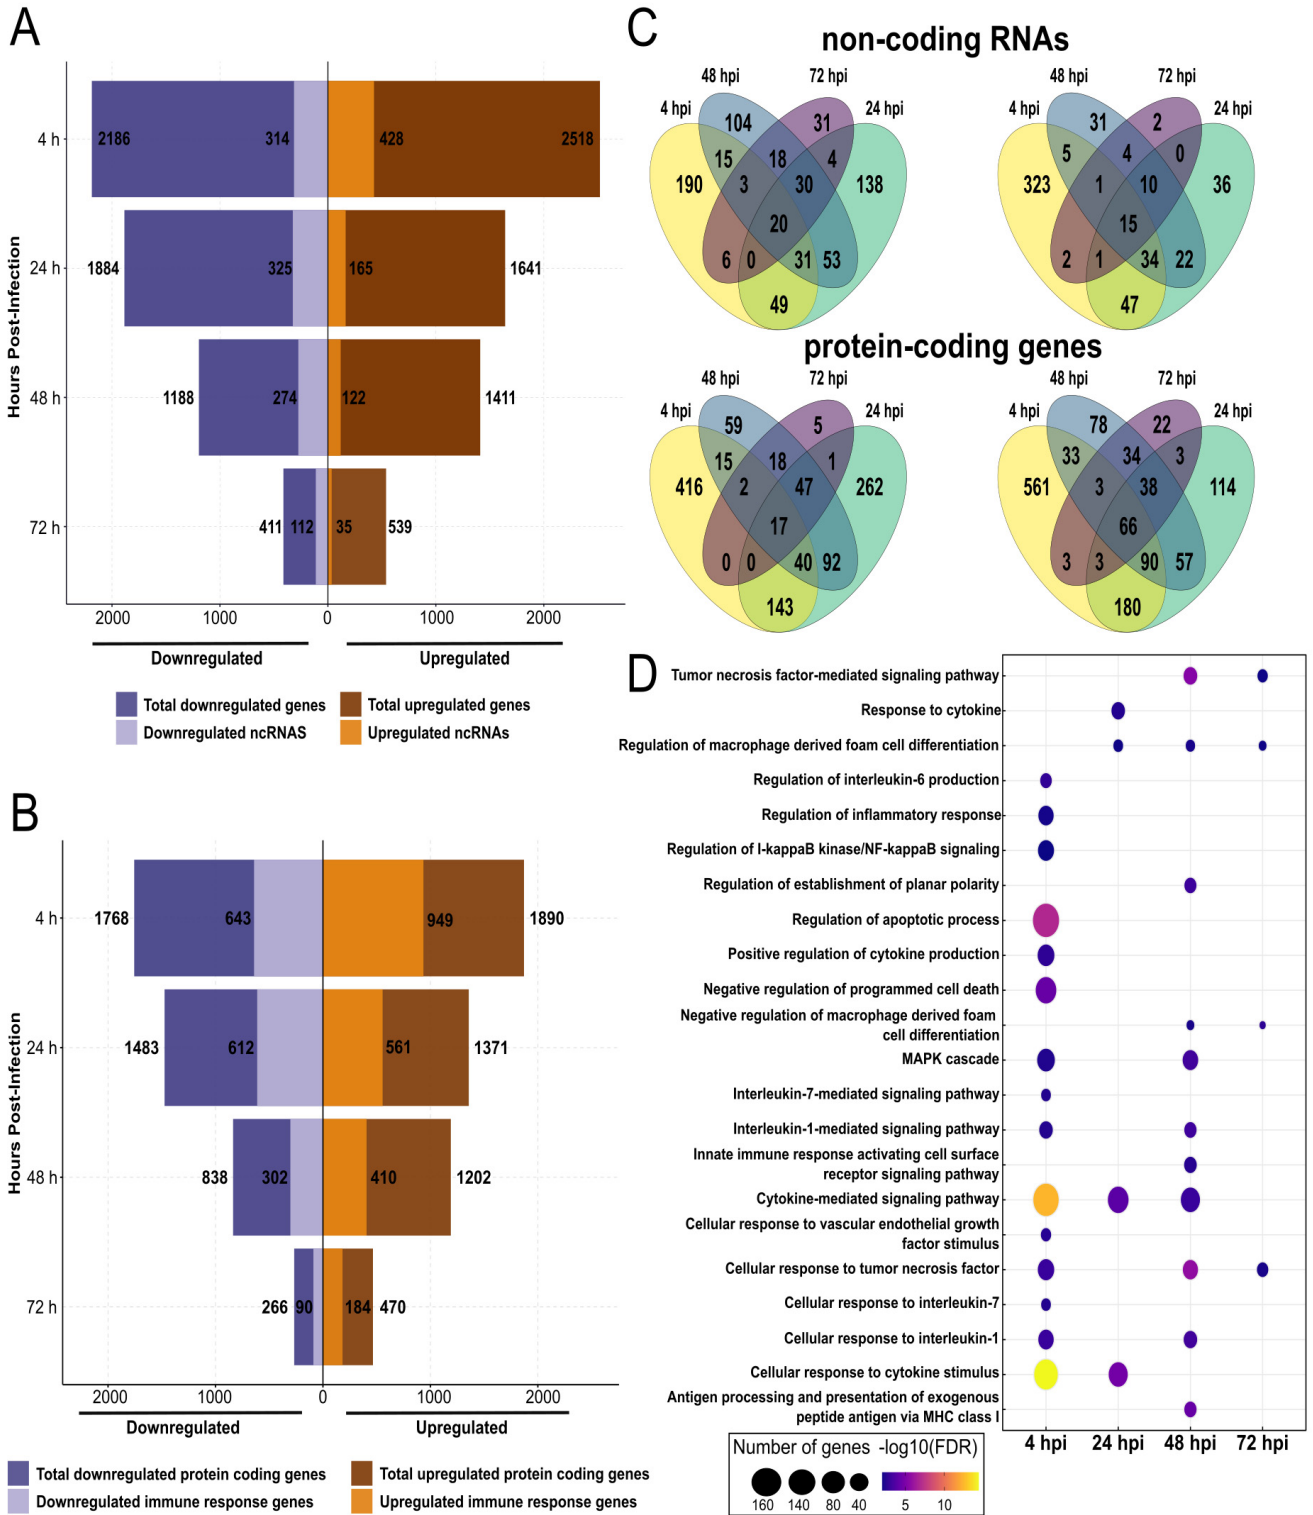 A
2186 314 428 2518
4 h
1884 325 165 1641
24 h
1188 274 122 1411
48 h
411 112 35 539
72 h
Hours Post-Infection
2000 1000 0 1000 2000
Downregulated Upregulated
Total downregulated genes Total upregulated genes
Downregulated ncRNAS Upregulated ncRNAs
B
4 h 1768 643 949 1890
24 h 1483 612 561 1371
48 h 838 302 410 1202
72 h 266 90 184 470
Hours Post-Infection
2000 1000 0 1000 2000
Downregulated Upregulated
Total downregulated protein coding genes Total upregulated protein coding genes
Downregulated immune response genes Upregulated immune response genes
C
non-coding RNAs
48 hpi 72 hpi
4 hpi 24 hpi
104 31
15 18 4
190 3 30 138
20
6 0 31 53
49
48 hpi 72 hpi
4 hpi 24 hpi
31 2
5 4 0
323 1 10 36
15
2 1 34 22
47
protein-coding genes
48 hpi 72 hpi
4 hpi 24 hpi
59 5
15 18 1
416 2 47 262
17
0 0 40 92
143
48 hpi 72 hpi
4 hpi 24 hpi
78 22
33 34 3
561 3 38 114
66
3 3 90 57
180
D
Tumor necrosis factor-mediated signaling pathway
Response to cytokine
Regulation of macrophage derived foam cell differentiation
Regulation of interleukin-6 production
Regulation of inflammatory response
Regulation of I-kappaB kinase/NF-kappaB signaling
Regulation of establishment of planar polarity
Regulation of apoptotic process
Positive regulation of cytokine production
Negative regulation of programmed cell death
Negative regulation of macrophage derived foam
cell differentiation
MAPK cascade
Interleukin-7-mediated signaling pathway
Interleukin-1-mediated signaling pathway
Innate immune response activating cell surface
receptor signaling pathway
Cytokine-mediated signaling pathway
Cellular response to vascular endothelial growth
factor stimulus
Cellular response to tumor necrosis factor
Cellular response to interleukin-7
Cellular response to interleukin-1
Cellular response to cytokine stimulus
Antigen processing and presentation of exogenous
peptide antigen via MHC class I
4 hpi 24 hpi 48 hpi 72 hpi
Number of genes -log10(FDR)
160 140 80 40 5 10